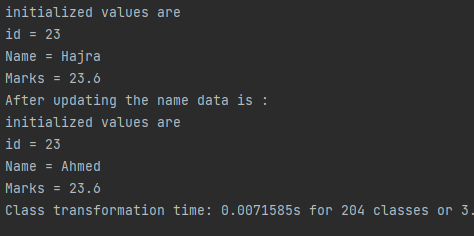 initialized values are
id = 23
Name = Hajra
Marks = 23.6
After updating the name data is :
initialized values are
id = 23
Name = Ahmed
Marks = 23.6
Class transformation time: 0.0071585s for 204 classes or 3.